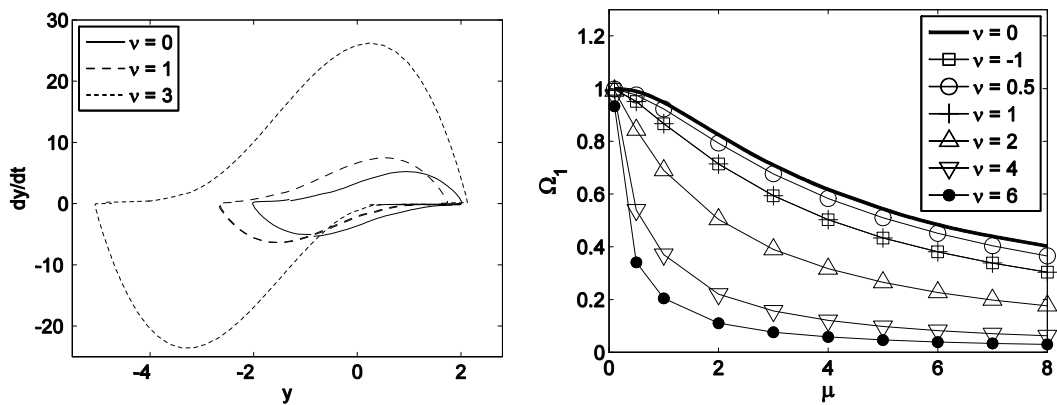 30
20
10
0
-10
-20
dy/dt
-4
-2
0
2
y
ν = 0
ν = 1
ν = 3
1.2
1
0.8
0.6
0.4
0.2
0
Ω1
0
2
4
6
8
μ
ν = 0
ν = -1
ν = 0.5
ν = 1
ν = 2
ν = 4
ν = 6